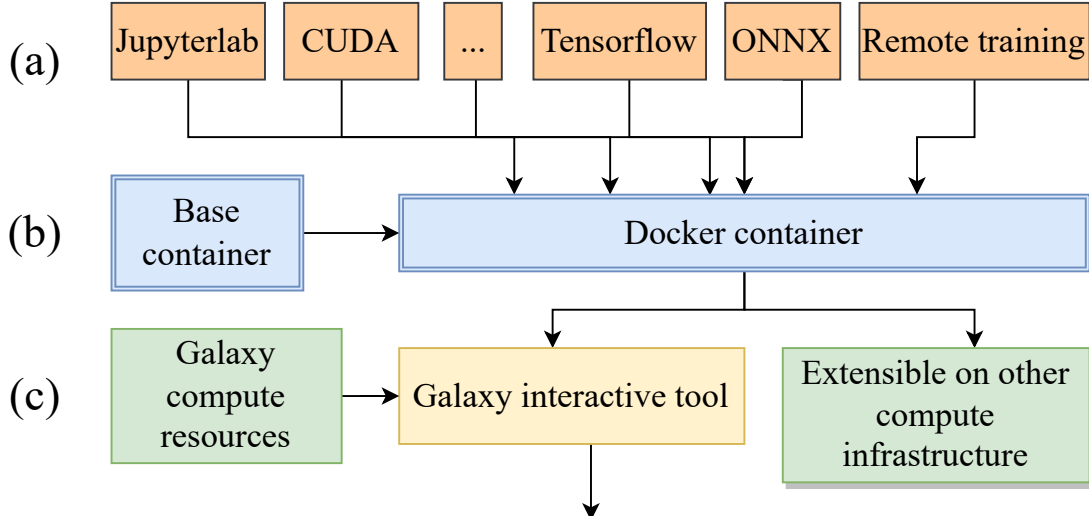 (a) Jupyterlab CUDA ... Tensorflow ONNX Remote training
(b) Base
container
Docker container
(c) Galaxy
compute
resources
Galaxy interactive tool
Extensible on other
compute
infrastructure